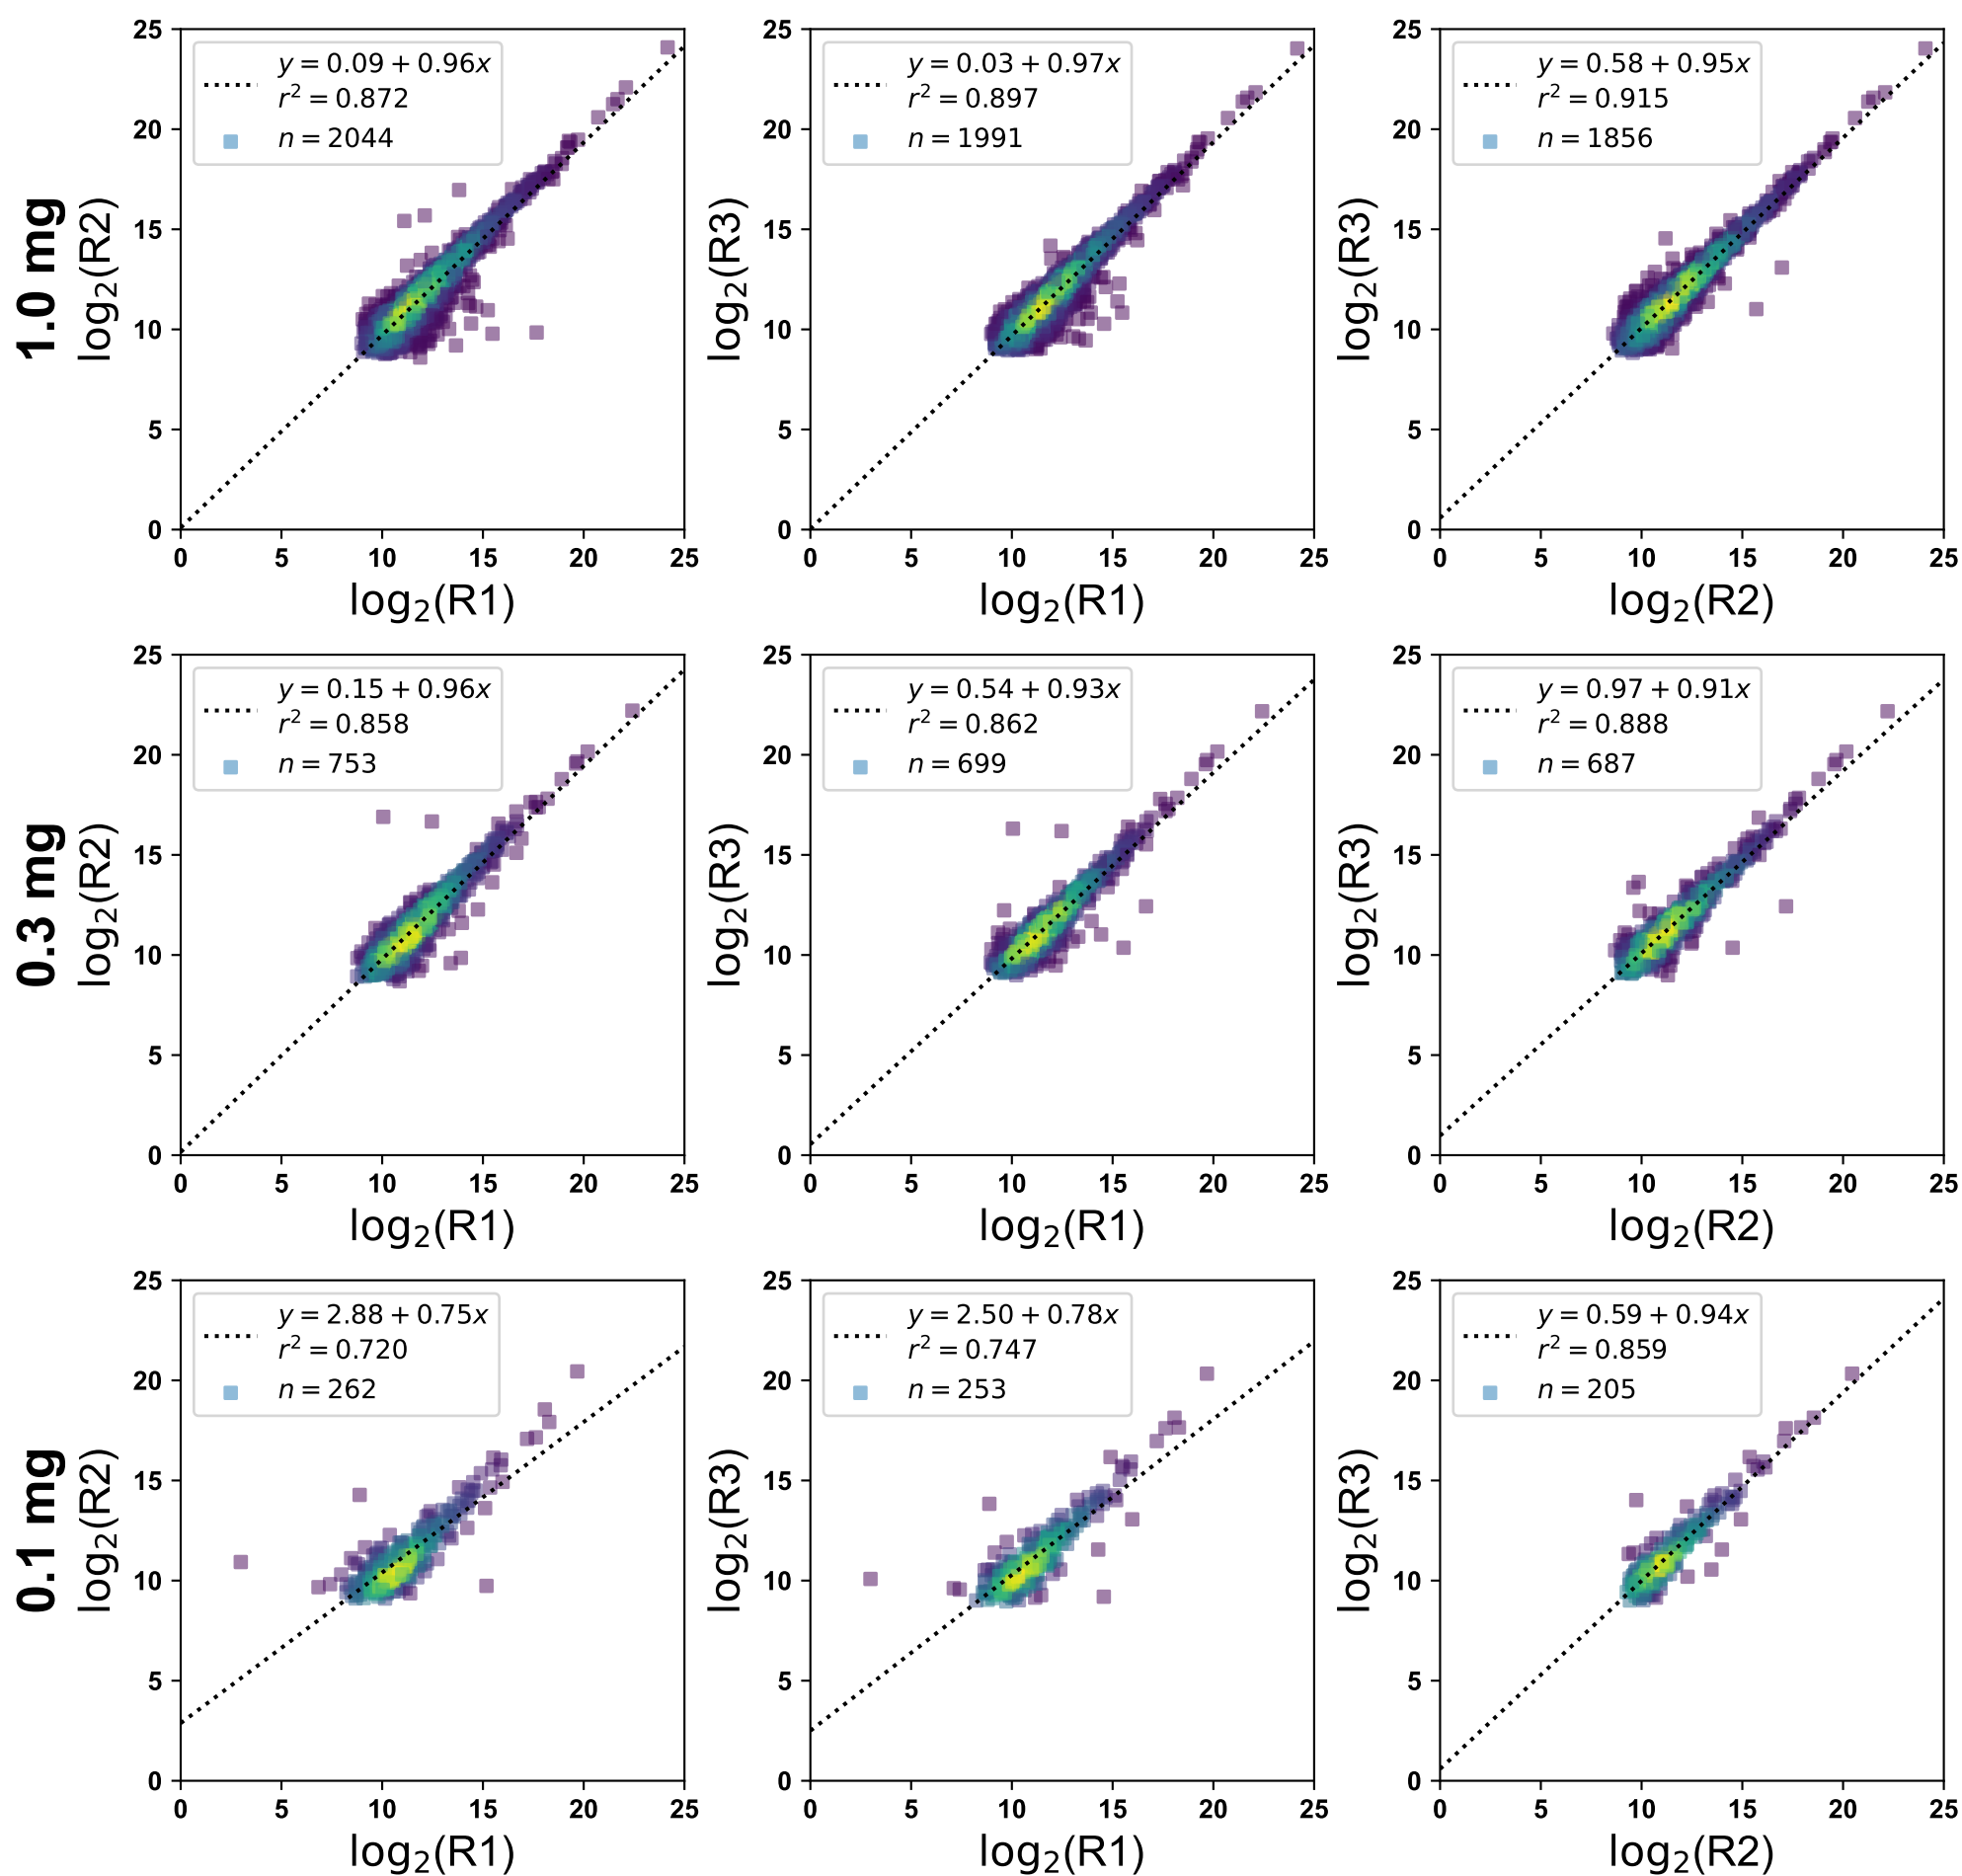 1.0 mg
log₂(R2)
25
20
15
10
5
0
y = 0.09 + 0.96x
r² = 0.872
n = 2044
0 5 10 15 20 25
log₂(R1)
log₂(R3)
25
20
15
10
5
0
y = 0.03 + 0.97x
r² = 0.897
n = 1991
0 5 10 15 20 25
log₂(R1)
log₂(R3)
25
20
15
10
5
0
y = 0.58 + 0.95x
r² = 0.915
n = 1856
0 5 10 15 20 25
log₂(R2)
0.3 mg
log₂(R2)
25
20
15
10
5
0
y = 0.15 + 0.96x
r² = 0.858
n = 753
0 5 10 15 20 25
log₂(R1)
log₂(R3)
25
20
15
10
5
0
y = 0.54 + 0.93x
r² = 0.862
n = 699
0 5 10 15 20 25
log₂(R1)
log₂(R3)
25
20
15
10
5
0
y = 0.97 + 0.91x
r² = 0.888
n = 687
0 5 10 15 20 25
log₂(R2)
0.1 mg
log₂(R2)
25
20
15
10
5
0
y = 2.88 + 0.75x
r² = 0.720
n = 262
0 5 10 15 20 25
log₂(R1)
log₂(R3)
25
20
15
10
5
0
y = 2.50 + 0.78x
r² = 0.747
n = 253
0 5 10 15 20 25
log₂(R1)
log₂(R3)
25
20
15
10
5
0
y = 0.59 + 0.94x
r² = 0.859
n = 205
0 5 10 15 20 25
log₂(R2)